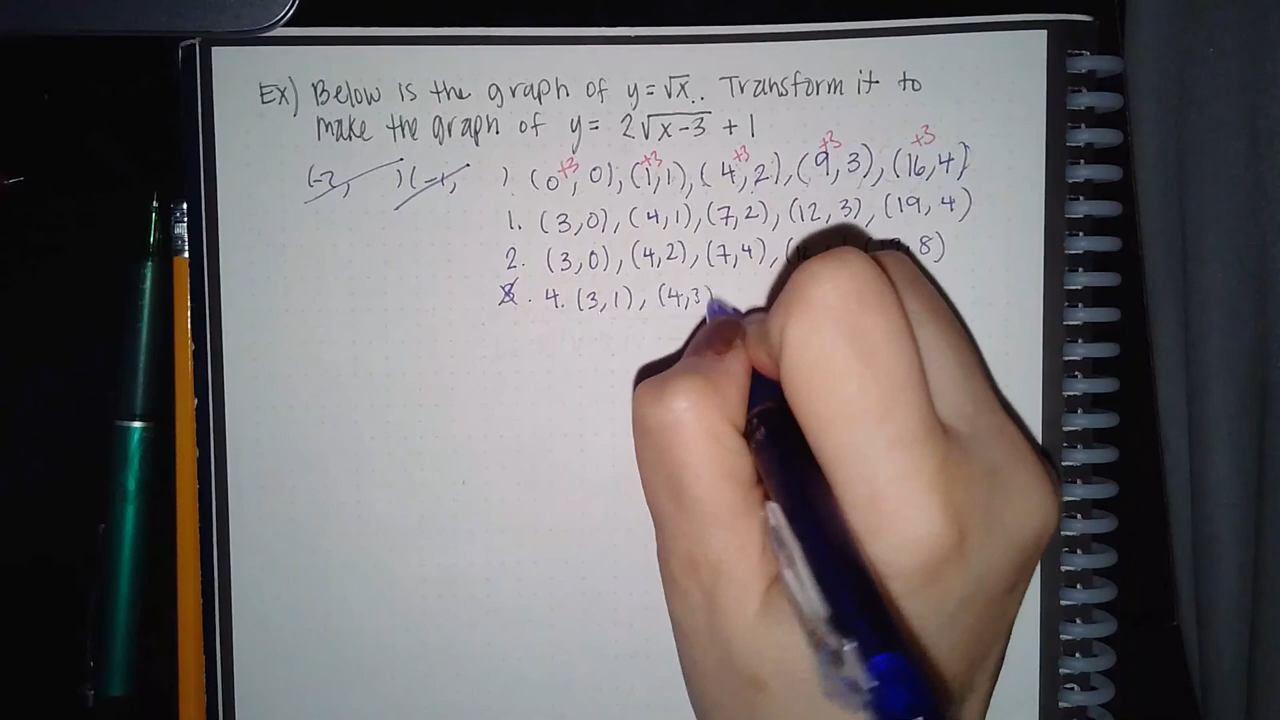 Ex) Below is the graph of y=√x.. Transform it to
make the graph of y= 2√x-3 + 1
(-2, )(-1, ). (0, 0), (1,1), (4,2), (9,3), (16,4)
+3 +3 +3 +3 +3
1. (3,0), (4,1), (7,2), (12,3), (19,4)
2. (3,0), (4,2), (7,4), 8)
4. (3,1), (4,3)